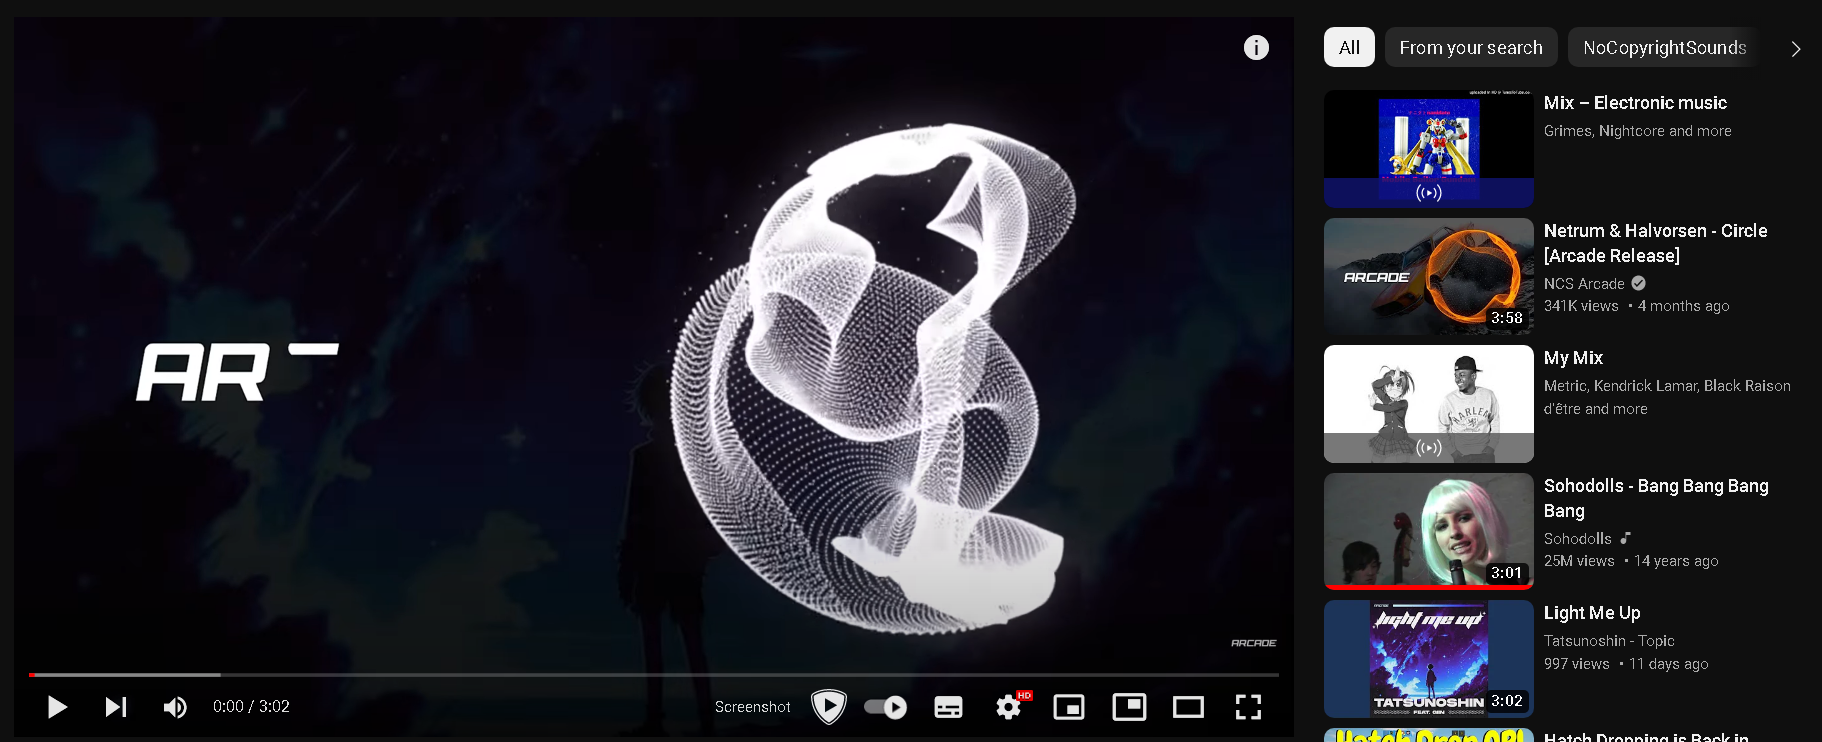 AR
ARCADE
0:00 / 3:02
Screenshot
HD
All
From your search
NoCopyrightSounds
Mix – Electronic music
Grimes, Nightcore and more
ARCADE
3:58
Netrum & Halvorsen - Circle
[Arcade Release]
NCS Arcade
341K views • 4 months ago
My Mix
Metric, Kendrick Lamar, Black Raison
d'être and more
3:01
Sohodolls - Bang Bang Bang
Bang
Sohodolls
25M views • 14 years ago
light me up
TATSUNOSHIN
3:02
Light Me Up
Tatsunoshin - Topic
997 views • 11 days ago
Hatch Dropping is Back in